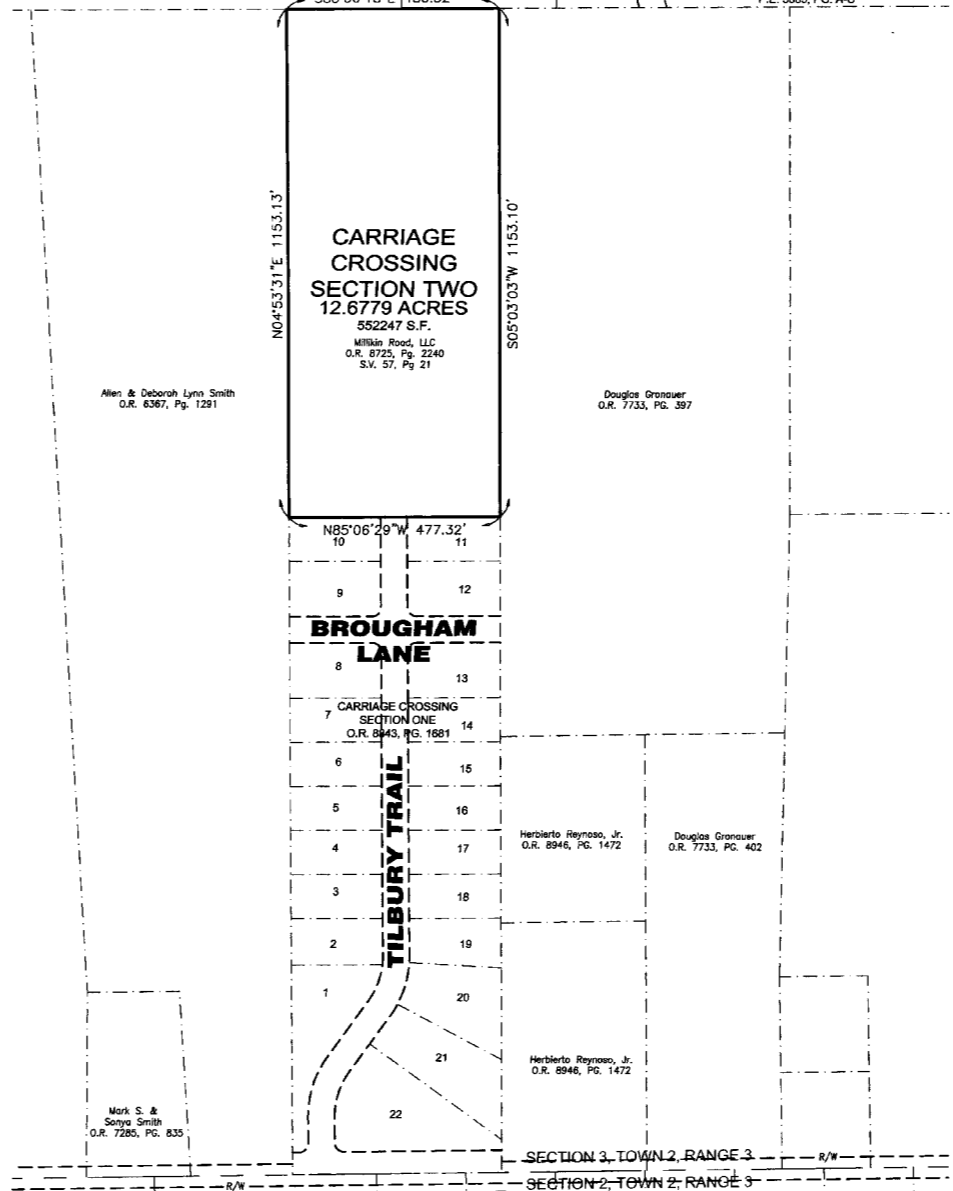 N04°53'31"E 1153.13'
S05°03'03"W 1153.10'
CARRIAGE
CROSSING
SECTION TWO
12.6779 ACRES
552247 S.F.
Millikin Road, LLC
O.R. 8725, Pg. 2240
S.V. 57, Pg 21
Allen & Deborah Lynn Smith
O.R. 6367, Pg. 1291
Douglas Gronauer
O.R. 7733, PG. 397
N85°06'29"W 477.32'
10
11
9
12
BROUGHAM
LANE
8
13
7
CARRIAGE CROSSING
SECTION ONE
O.R. 8843, PG. 1681
14
6
15
5
16
4
17
3
18
2
19
TILBURY TRAIL
Herbierto Reynoso, Jr.
O.R. 8946, PG. 1472
Douglas Gronauer
O.R. 7733, PG. 402
1
20
21
22
Herbierto Reynoso, Jr.
O.R. 8946, PG. 1472
Mark S. &
Sonya Smith
O.R. 7285, PG. 835
SECTION 3, TOWN 2, RANGE 3
R/W
R/W
SECTION 2, TOWN 2, RANGE 3